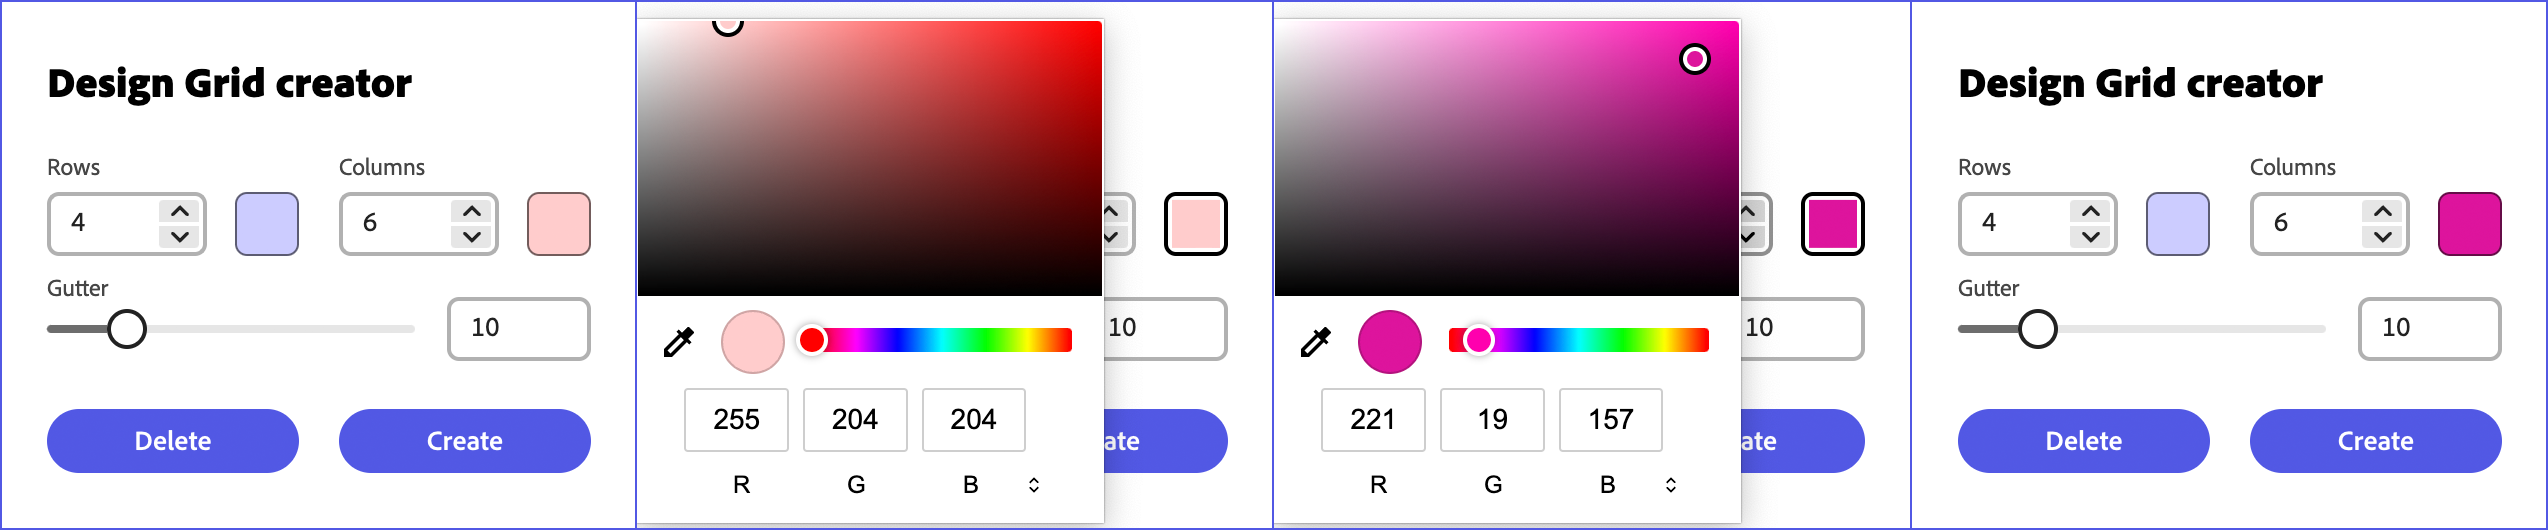 Design Grid creator
Rows
Columns
4
6
Gutter
10
Delete
Create
255
204
204
R
G
B
10
ate
221
19
157
R
G
B
10
ate
Design Grid creator
Rows
Columns
4
6
Gutter
10
Delete
Create